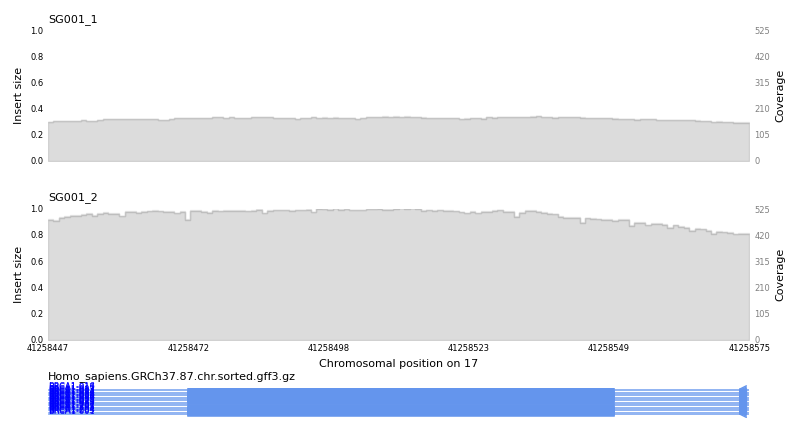 SG001_1
1.0 525
0.8 420
0.6 315
0.4 210
0.2 105
0.0 0
Insert size
Coverage
SG001_2
1.0 525
0.8 420
0.6 315
0.4 210
0.2 105
0.0 0
Insert size
Coverage
41258447 41258472 41258498 41258523 41258549 41258575
Chromosomal position on 17
Homo_sapiens.GRCh37.87.chr.sorted.gff3.gz